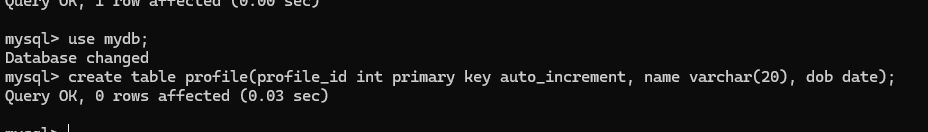 Query OK, 1 row affected (0.00 sec)
mysql> use mydb;
Database changed
mysql> create table profile(profile_id int primary key auto_increment, name varchar(20), dob date);
Query OK, 0 rows affected (0.03 sec)
mysql>